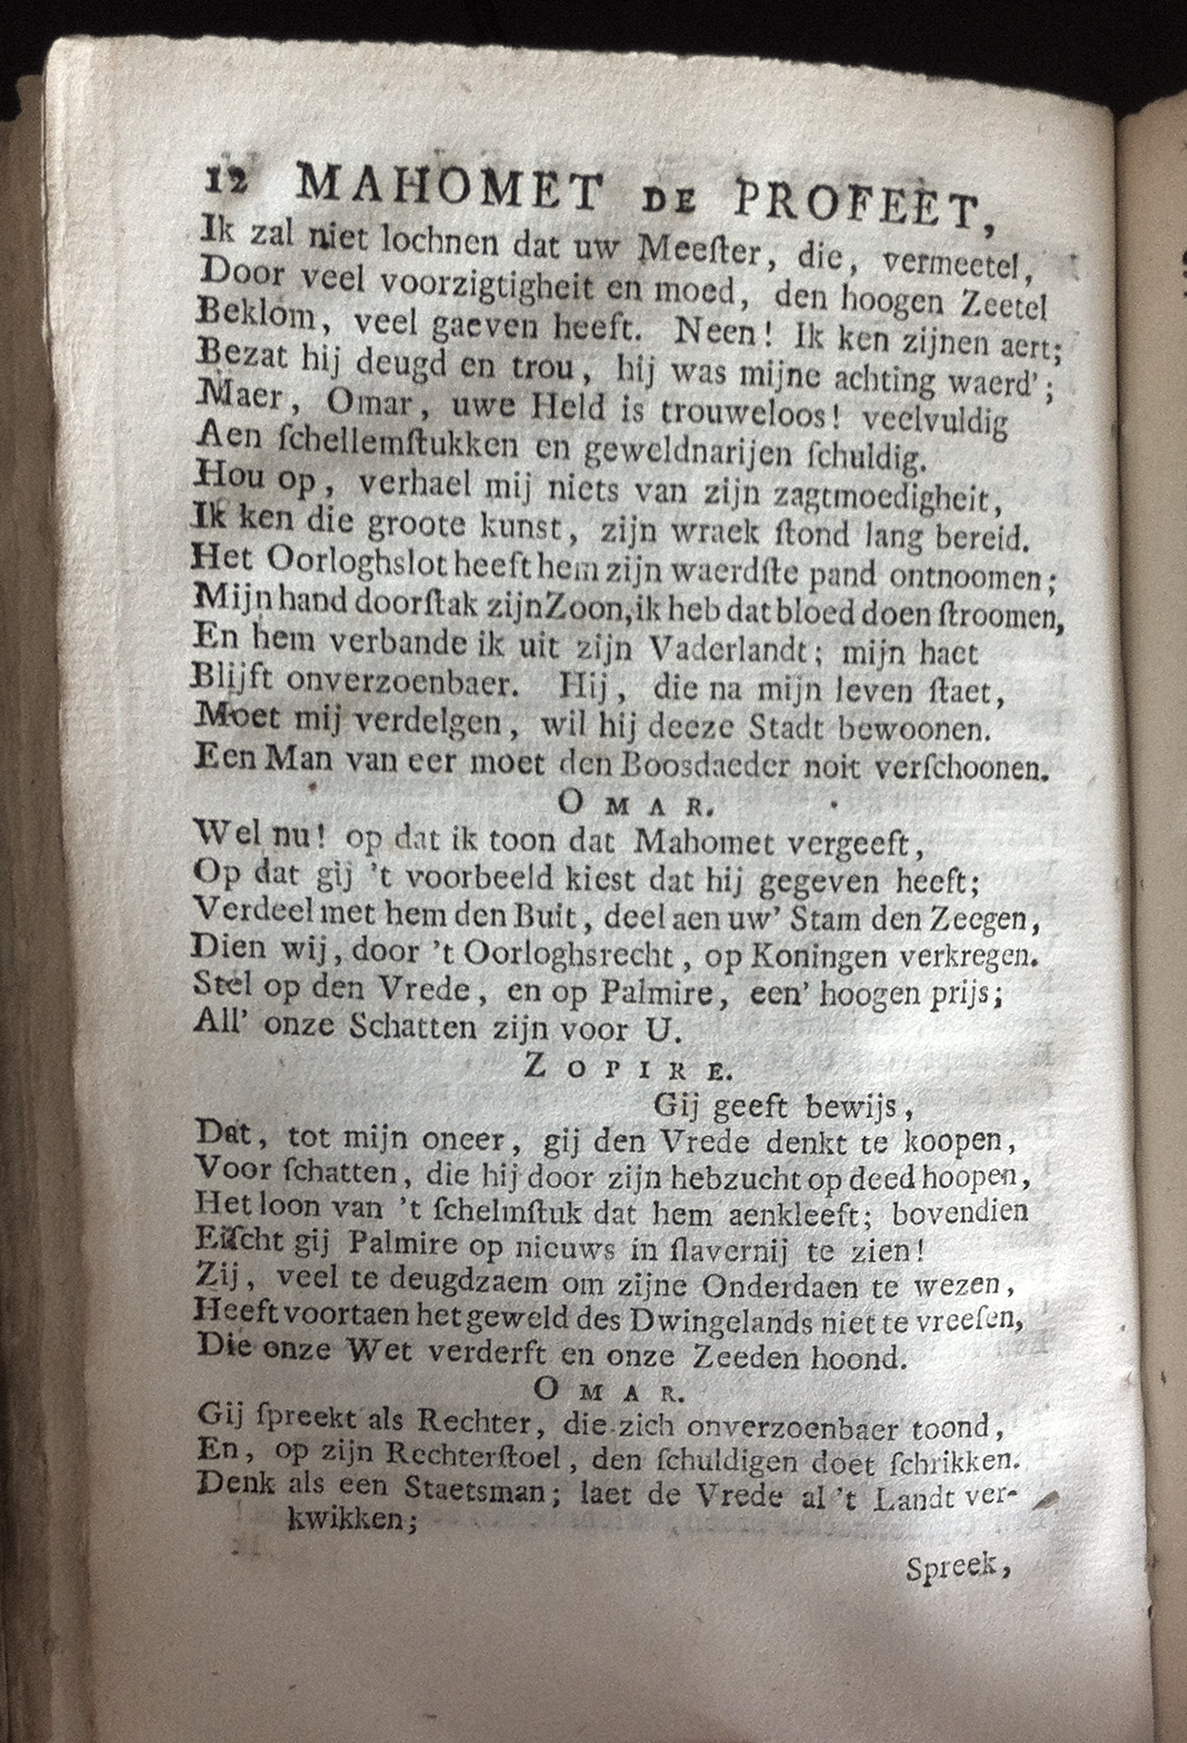 12 MAHOMET DE PROFEET,
Ik zal niet lochnen dat uw Meeſter, die, vermeetel,
Door veel voorzigtigheit en moed, den hoogen Zeetel
Beklom, veel gaeven heeft. Neen! Ik ken zijnen aert;
Bezat hij deugd en trou, hij was mijne achting waerd';
Maer, Omar, uwe Held is trouweloos! veelvuldig
Aen ſchellemſtukken en geweldnarijen ſchuldig.
Hou op, verhael mij niets van zijn zagtmoedigheit,
Ik ken die groote kunst, zijn wraek ſtond lang bereid.
Het Oorloghslot heeft hem zijn waerdſte pand ontnoomen;
Mijn hand doorſtak zijn Zoon, ik heb dat bloed doen ſtroomen,
En hem verbande ik uit zijn Vaderlandt; mijn haet
Blijft onverzoenbaer. Hij, die na mijn leven ſtaet,
Moet mij verdelgen, wil hij deeze Stadt bewoonen.
Een Man van eer moet den Boosdaeder noit verſchoonen.
OMAR.
Wel nu! op dat ik toon dat Mahomet vergeeft,
Op dat gij 't voorbeeld kiest dat hij gegeven heeft;
Verdeel met hem den Buit, deel aen uw' Stam den Zeegen,
Dien wij, door 't Oorloghsrecht, op Koningen verkregen.
Stel op den Vrede, en op Palmire, een' hoogen prijs;
All' onze Schatten zijn voor U.
ZOPIRE.
Gij geeft bewijs,
Dat, tot mijn oneer, gij den Vrede denkt te koopen,
Voor ſchatten, die hij door zijn hebzucht op deed hoopen,
Het loon van 't ſchelmſtuk dat hem aenkleeft; bovendien
Eiſcht gij Palmire op nieuws in ſlavernij te zien!
Zij, veel te deugdzaem om zijne Onderdaen te wezen,
Heeft voortaen het geweld des Dwingelands niet te vreeſen,
Die onze Wet verderft en onze Zeeden hoond.
OMAR.
Gij ſpreekt als Rechter, die zich onverzoenbaer toond,
En, op zijn Rechterſtoel, den ſchuldigen doet ſchrikken.
Denk als een Staetsman; laet de Vrede al 't Landt ver-
kwikken;
Spreek,